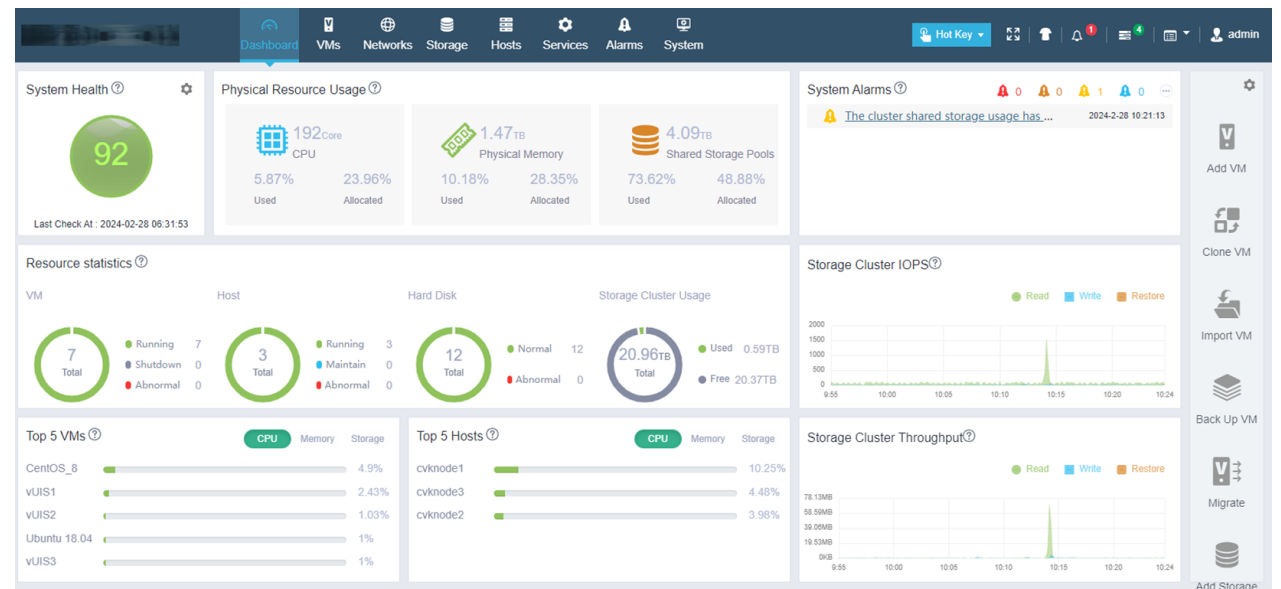 Dashboard
VMs
Networks
Storage
Hosts
Services
Alarms
System
Hot Key
1
4
admin
System Health
92
Last Check At : 2024-02-28 06:31:53
Physical Resource Usage
192Core
CPU
5.87%
23.96%
Used
Allocated
1.47TB
Physical Memory
10.18%
28.35%
Used
Allocated
4.09TB
Shared Storage Pools
73.62%
48.88%
Used
Allocated
System Alarms
0
0
1
0
The cluster shared storage usage has ...
2024-2-28 10:21:13
Add VM
Clone VM
Import VM
Back Up VM
Migrate
Add Storage
Resource statistics
VM
7
Total
Running 7
Shutdown 0
Abnormal 0
Host
3
Total
Running 3
Maintain 0
Abnormal 0
Hard Disk
12
Total
Normal 12
Abnormal 0
Storage Cluster Usage
20.96TB
Total
Used 0.59TB
Free 20.37TB
Storage Cluster IOPS
Read Write Restore
2000
1500
1000
500
0
9:55 10:00 10:05 10:10 10:15 10:20 10:24
Top 5 VMs
CPU Memory Storage
CentOS_8 4.9%
vUIS1 2.43%
vUIS2 1.03%
Ubuntu 18.04 1%
vUIS3 1%
Top 5 Hosts
CPU Memory Storage
cvknode1 10.25%
cvknode3 4.48%
cvknode2 3.98%
Storage Cluster Throughput
Read Write Restore
78.13MB
58.59MB
39.06MB
19.53MB
0KB
9:55 10:00 10:05 10:10 10:15 10:20 10:24